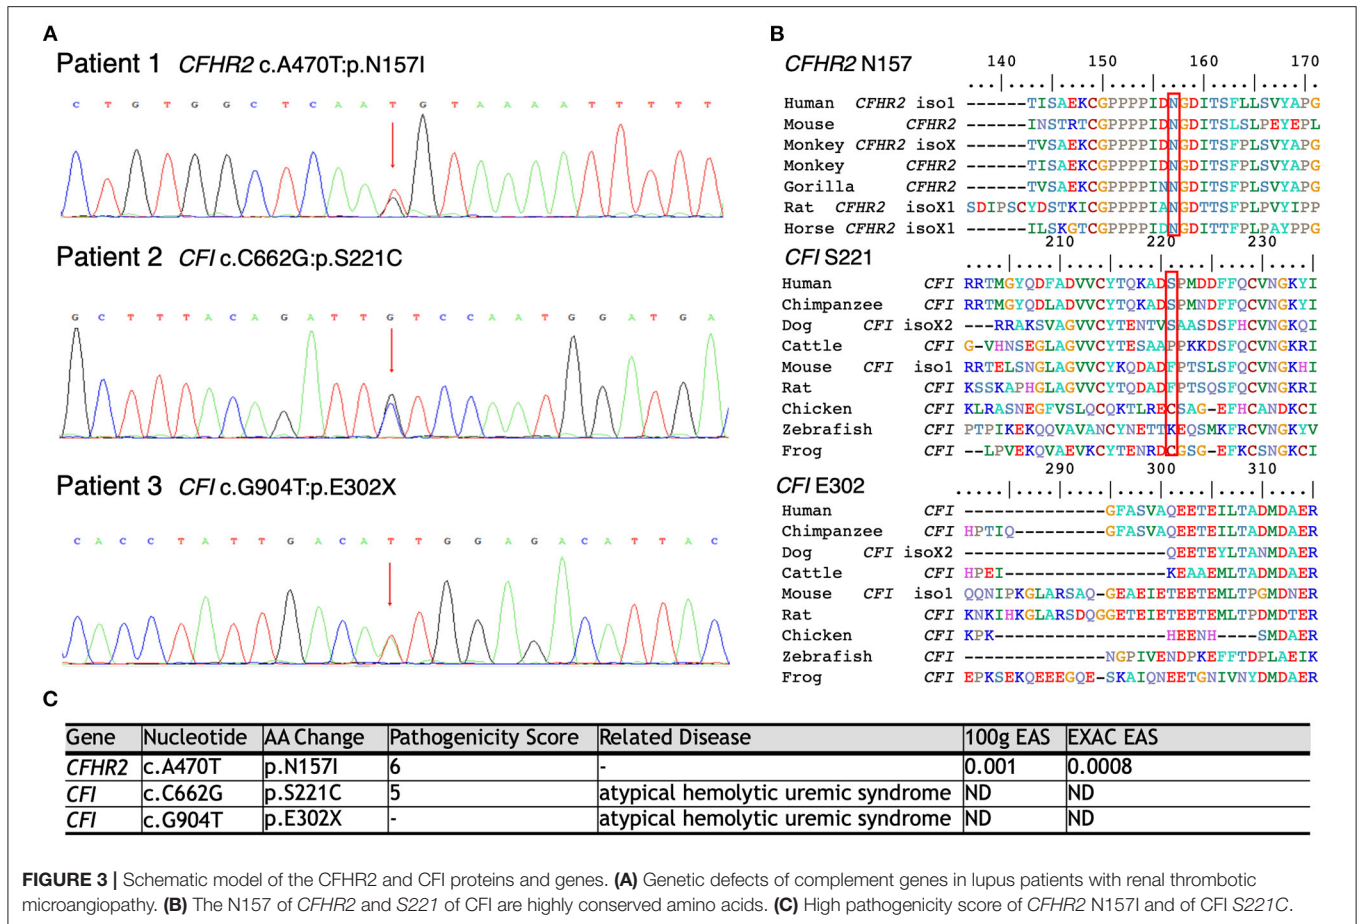 A
Patient 1 CFHR2 c.A470T:p.N157I
C T G T G G C T C A A T G T A A A A T T T T T
Patient 2 CFI c.C662G:p.S221C
G C T T T A C A G A T T G T C C A A T G G A T G A
Patient 3 CFI c.G904T:p.E302X
C A C C T A T T G A C A T T G G A G A C A T T A C
B
CFHR2 N157 140 150 160 170
Human CFHR2 iso1 ------TISAEKCGPPPPIDNGDITSFLLSVYAPG
Mouse CFHR2 ------INSTRTCGPPPPIDNGDITSLSLPEYEPL
Monkey CFHR2 isoX ------TVSAEKCGPPPPIDNGDITSFPLSVYAPG
Monkey CFHR2 ------TISAEKCGPPPPIDNGDITSFPLSVYAPG
Gorilla CFHR2 ------TVSAEKCGPPPPINNGDITSFPLSVYAPG
Rat CFHR2 isoX1 SDIPSCYDSTKICGPPPPIANGDTTSFPLPVYIPP
Horse CFHR2 isoX1 ------ILSKGTCGPPPPIDNGDITTFPLPAYPPG
CFI S221 210 220 230
Human CFI RRTMGYQDFADVVCYTQKADSPMDDFFQCVNGKYI
Chimpanzee CFI RRTMGYQDLADVVCYTQKADSPMNDFFQCVNGKYI
Dog CFI isoX2 ---RRAKSVAGVVCYTENTVSAASDSFHCVNGKQI
Cattle CFI G-VHNSEGLAGVVCYTESAAPPKKDSFQCVNGKRI
Mouse CFI iso1 RRTELSNGLAGVVCYKQDADFPTSLSFQCVNGKHI
Rat CFI KSSKAPHGLAGVVCYTQDADFPTSQSFQCVNGKRI
Chicken CFI KLRASNEGFVSLQCQKTLRECSAG-EFHCANDKCI
Zebrafish CFI PTPIKEKQQVAVANCYNETTKEQSMKFRCVNGKYV
Frog CFI --LPVEKQVAEVKCYTENRDCGSG-EFKCSNGKCI
CFI E302 290 300 310
Human CFI --------------GFASVAQEETEILTADMDAER
Chimpanzee CFI HPTIQ---------GFASVAQEETEILTADMDAER
Dog CFI isoX2 --------------------QEETEYLTANMDAER
Cattle CFI HPEI----------------KEAAEMLTADMDAER
Mouse CFI iso1 QQNIPKGLARSAQ-GEAEIETEETEMLTPGMDNER
Rat CFI KNKIHKGLARSDQGGETEIETEETEMLTPDMDTER
Chicken CFI KPK-----------------HEENH----SMDAER
Zebrafish CFI --------------NGPIVENDPKEFFTDPLAEIK
Frog CFI EPKSEKQEEEGQE-SKAIQNEETGNIVNYDMDAER
C
Gene Nucleotide AA Change Pathogenicity Score Related Disease 100g EAS EXAC EAS
CFHR2 c.A470T p.N157I 6 - 0.001 0.0008
CFI c.C662G p.S221C 5 atypical hemolytic uremic syndrome ND ND
CFI c.G904T p.E302X - atypical hemolytic uremic syndrome ND ND
FIGURE 3 | Schematic model of the CFHR2 and CFI proteins and genes. (A) Genetic defects of complement genes in lupus patients with renal thrombotic
microangiopathy. (B) The N157 of CFHR2 and S221 of CFI are highly conserved amino acids. (C) High pathogenicity score of CFHR2 N157I and of CFI S221C.